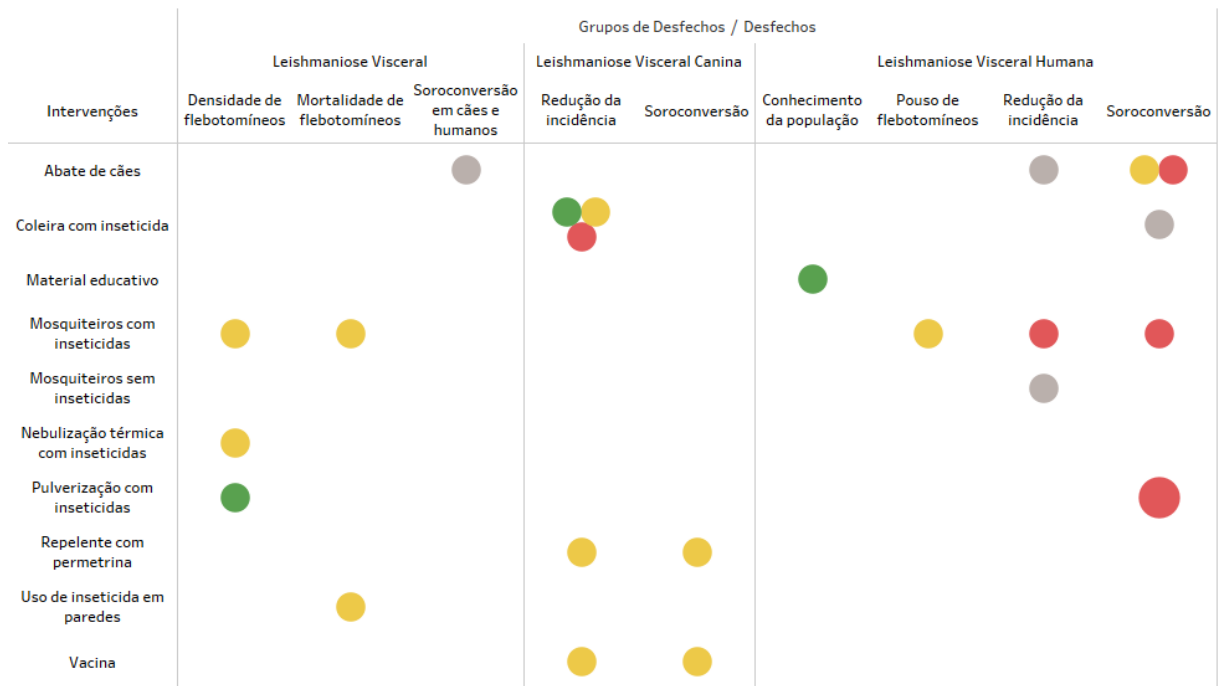 Grupos de Desfechos / Desfechos
Leishmaniose Visceral
Leishmaniose Visceral Canina
Leishmaniose Visceral Humana
Intervenções
Densidade de
flebotomíneos
Mortalidade de
flebotomíneos
Soroconversão
em cães e
humanos
Redução da
incidência
Soroconversão
Conhecimento
da população
Pouso de
flebotomíneos
Redução da
incidência
Soroconversão
Abate de cães
Coleira com inseticida
Material educativo
Mosquiteiros com
inseticidas
Mosquiteiros sem
inseticidas
Nebulização térmica
com inseticidas
Pulverização com
inseticidas
Repelente com
permetrina
Uso de inseticida em
paredes
Vacina